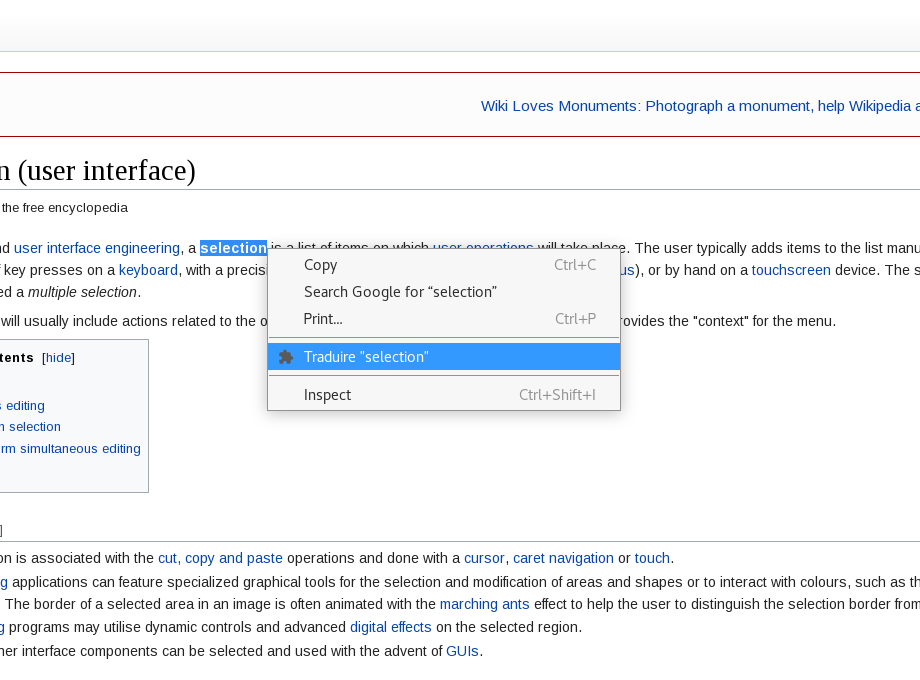 Wiki Loves Monuments: Photograph a monument, help Wikipedia a
n (user interface)
the free encyclopedia
nd user interface engineering, a selection is a list of items on which user operations will take place. The user typically adds items to the list manu
f key presses on a keyboard, with a precisi us), or by hand on a touchscreen device. The s
ed a multiple selection.
will usually include actions related to the o rovides the "context" for the menu.
Copy Ctrl+C
Search Google for “selection”
Print... Ctrl+P
Traduire "selection"
Inspect Ctrl+Shift+I
tents [hide]
s editing
n selection
rm simultaneous editing
]
on is associated with the cut, copy and paste operations and done with a cursor, caret navigation or touch.
g applications can feature specialized graphical tools for the selection and modification of areas and shapes or to interact with colours, such as th
The border of a selected area in an image is often animated with the marching ants effect to help the user to distinguish the selection border from
g programs may utilise dynamic controls and advanced digital effects on the selected region.
her interface components can be selected and used with the advent of GUIs.